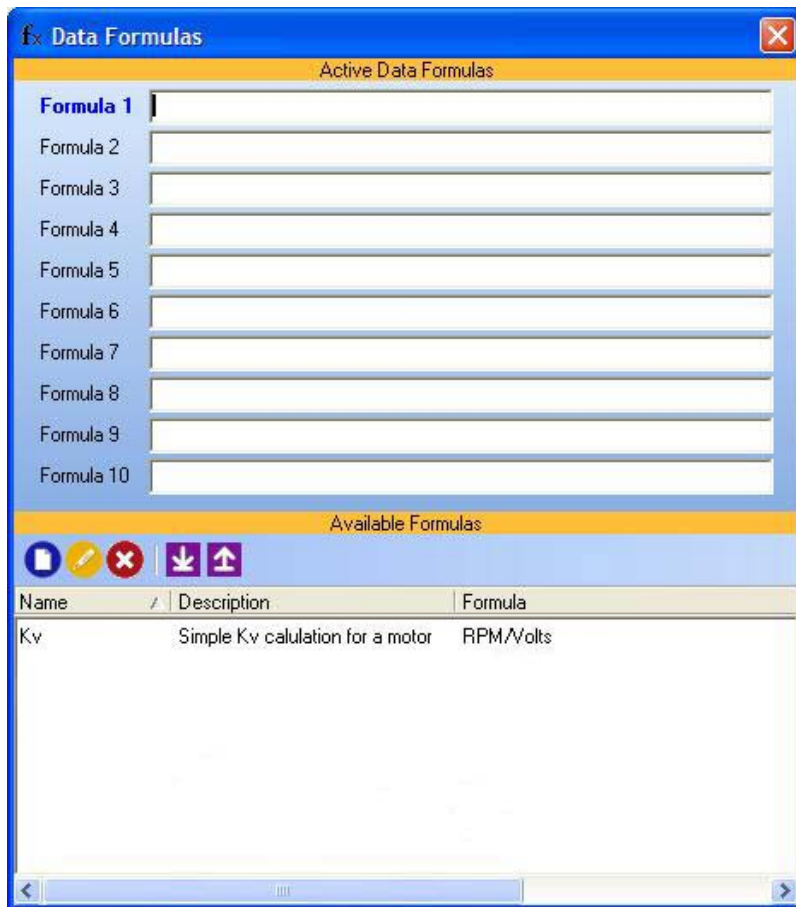 fx Data Formulas
Active Data Formulas
Formula 1
Formula 2
Formula 3
Formula 4
Formula 5
Formula 6
Formula 7
Formula 8
Formula 9
Formula 10
Available Formulas
Name Description Formula
Kv Simple Kv calulation for a motor RPM/Volts